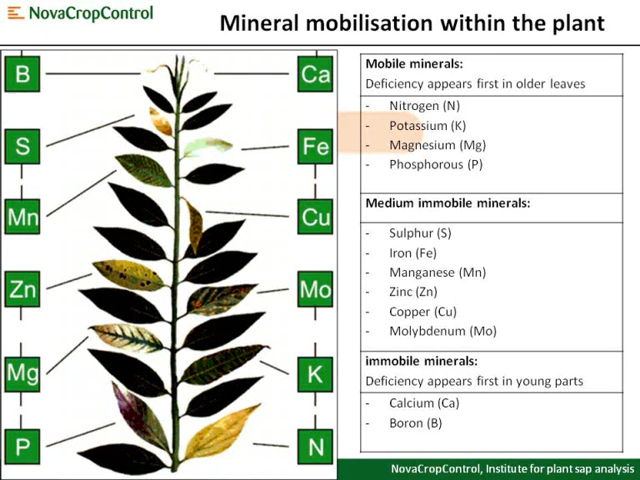 NovaCropControl
Mineral mobilisation within the plant
B
Ca
S
Fe
Mn
Cu
Zn
Mo
Mg
K
P
N
Mobile minerals:
Deficiency appears first in older leaves
- Nitrogen (N)
- Potassium (K)
- Magnesium (Mg)
- Phosphorous (P)
Medium immobile minerals:
- Sulphur (S)
- Iron (Fe)
- Manganese (Mn)
- Zinc (Zn)
- Copper (Cu)
- Molybdenum (Mo)
immobile minerals:
Deficiency appears first in young parts
- Calcium (Ca)
- Boron (B)
NovaCropControl, Institute for plant sap analysis